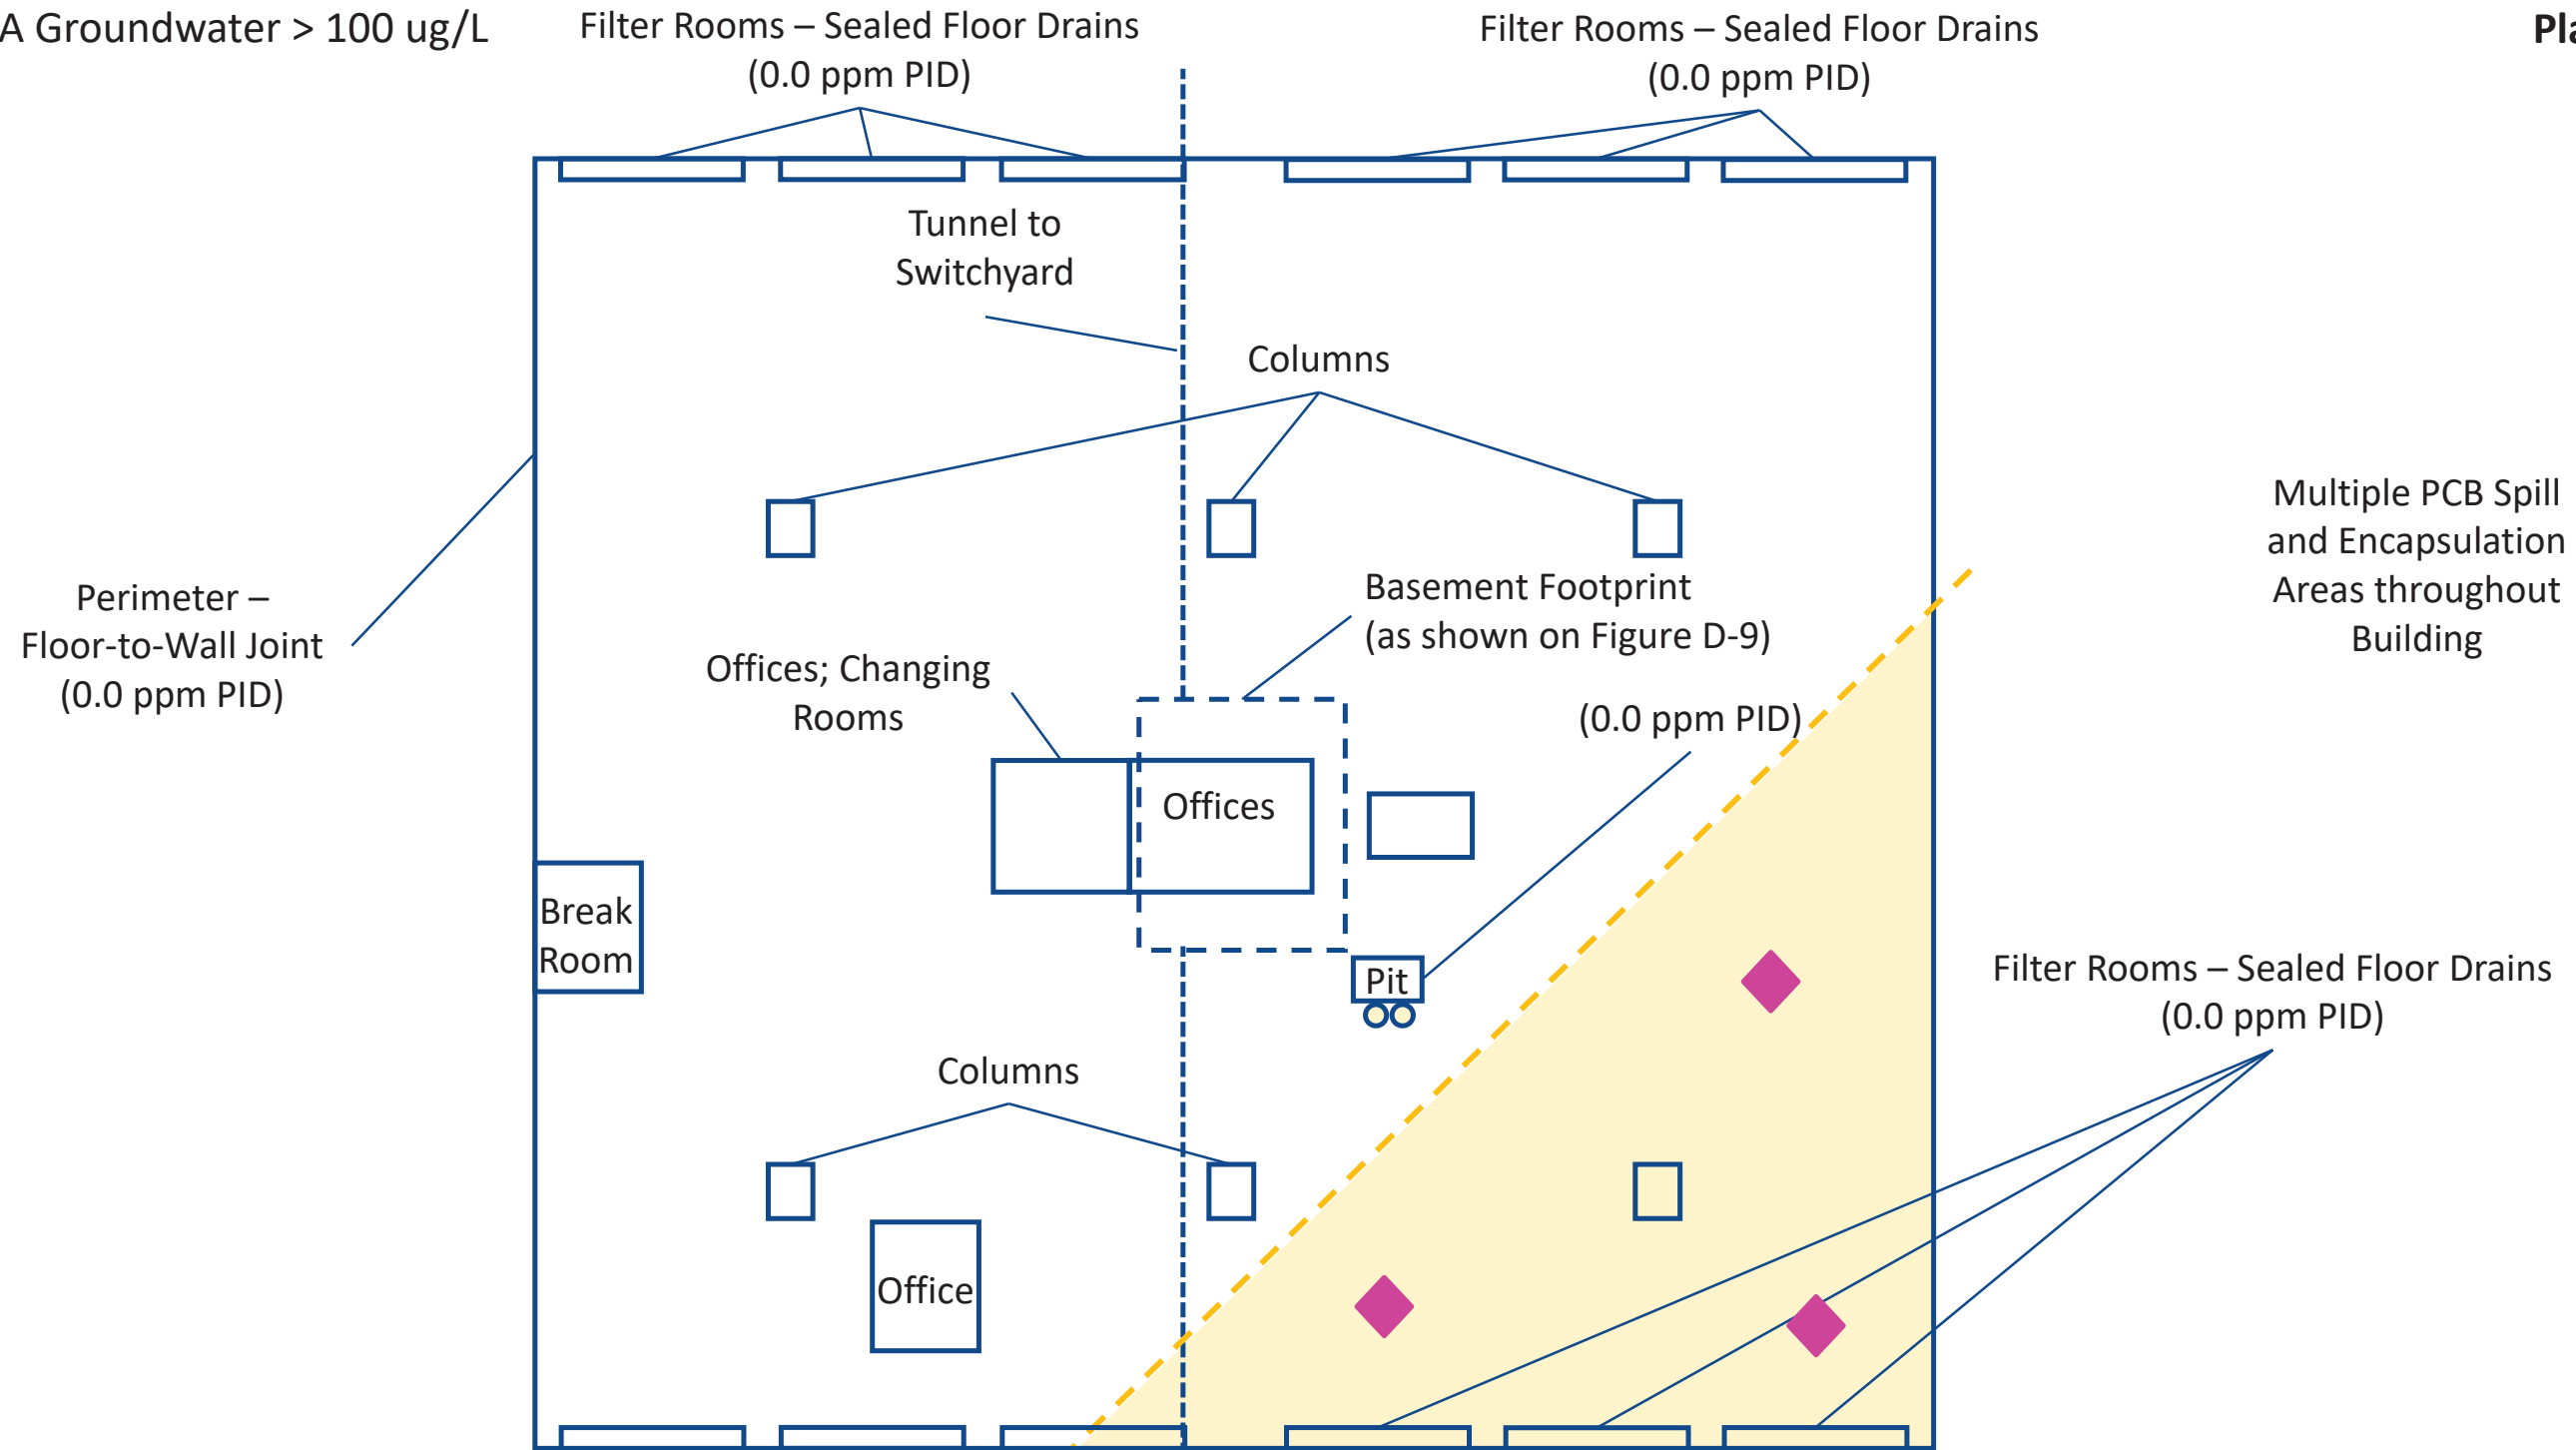 A Groundwater > 100 ug/L
Filter Rooms – Sealed Floor Drains
(0.0 ppm PID)
Filter Rooms – Sealed Floor Drains
(0.0 ppm PID)
Pla
Tunnel to
Switchyard
Columns
Multiple PCB Spill
and Encapsulation
Areas throughout
Building
Perimeter –
Floor-to-Wall Joint
(0.0 ppm PID)
Basement Footprint
(as shown on Figure D-9)
Offices; Changing
Rooms
(0.0 ppm PID)
Offices
Break
Room
Pit
Filter Rooms – Sealed Floor Drains
(0.0 ppm PID)
Columns
Office